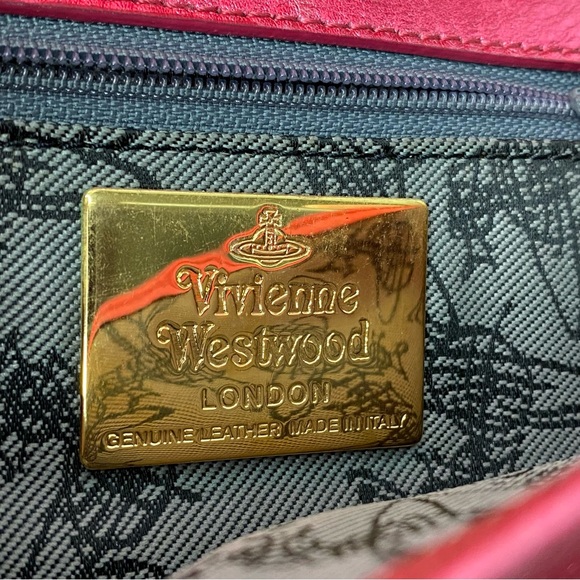 Vivienne
Westwood
LONDON
GENUINE LEATHER MADE IN ITALY